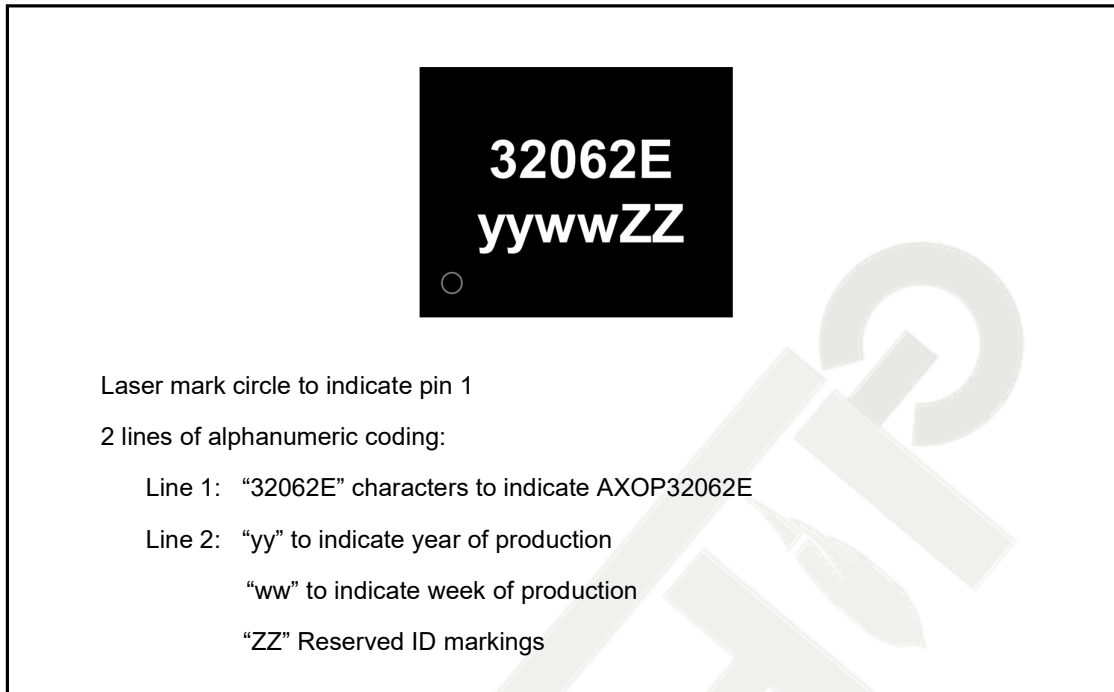 32062E
yywwZZ
Laser mark circle to indicate pin 1
2 lines of alphanumeric coding:
Line 1: “32062E” characters to indicate AXOP32062E
Line 2: “yy” to indicate year of production
“ww” to indicate week of production
“ZZ” Reserved ID markings